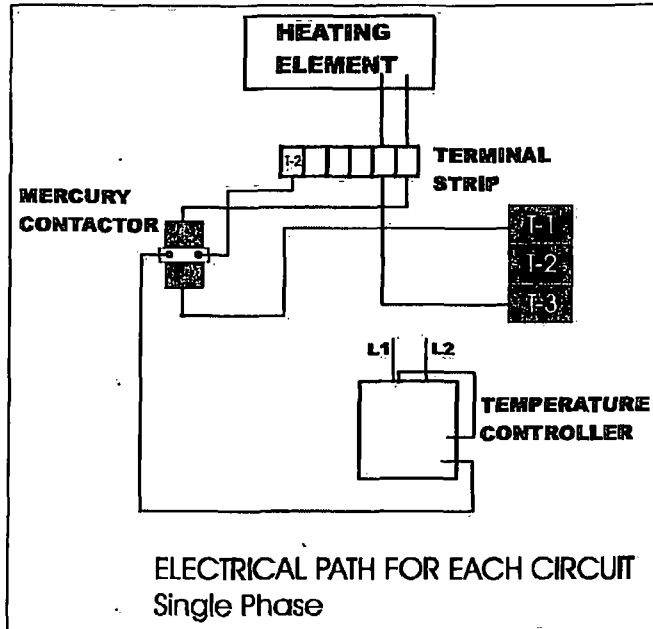 HEATING
ELEMENT
T-2
TERMINAL
STRIP
MERCURY
CONTACTOR
T-1
T-2
T-3
L1
L2
TEMPERATURE
CONTROLLER
ELECTRICAL PATH FOR EACH CIRCUIT
Single Phase